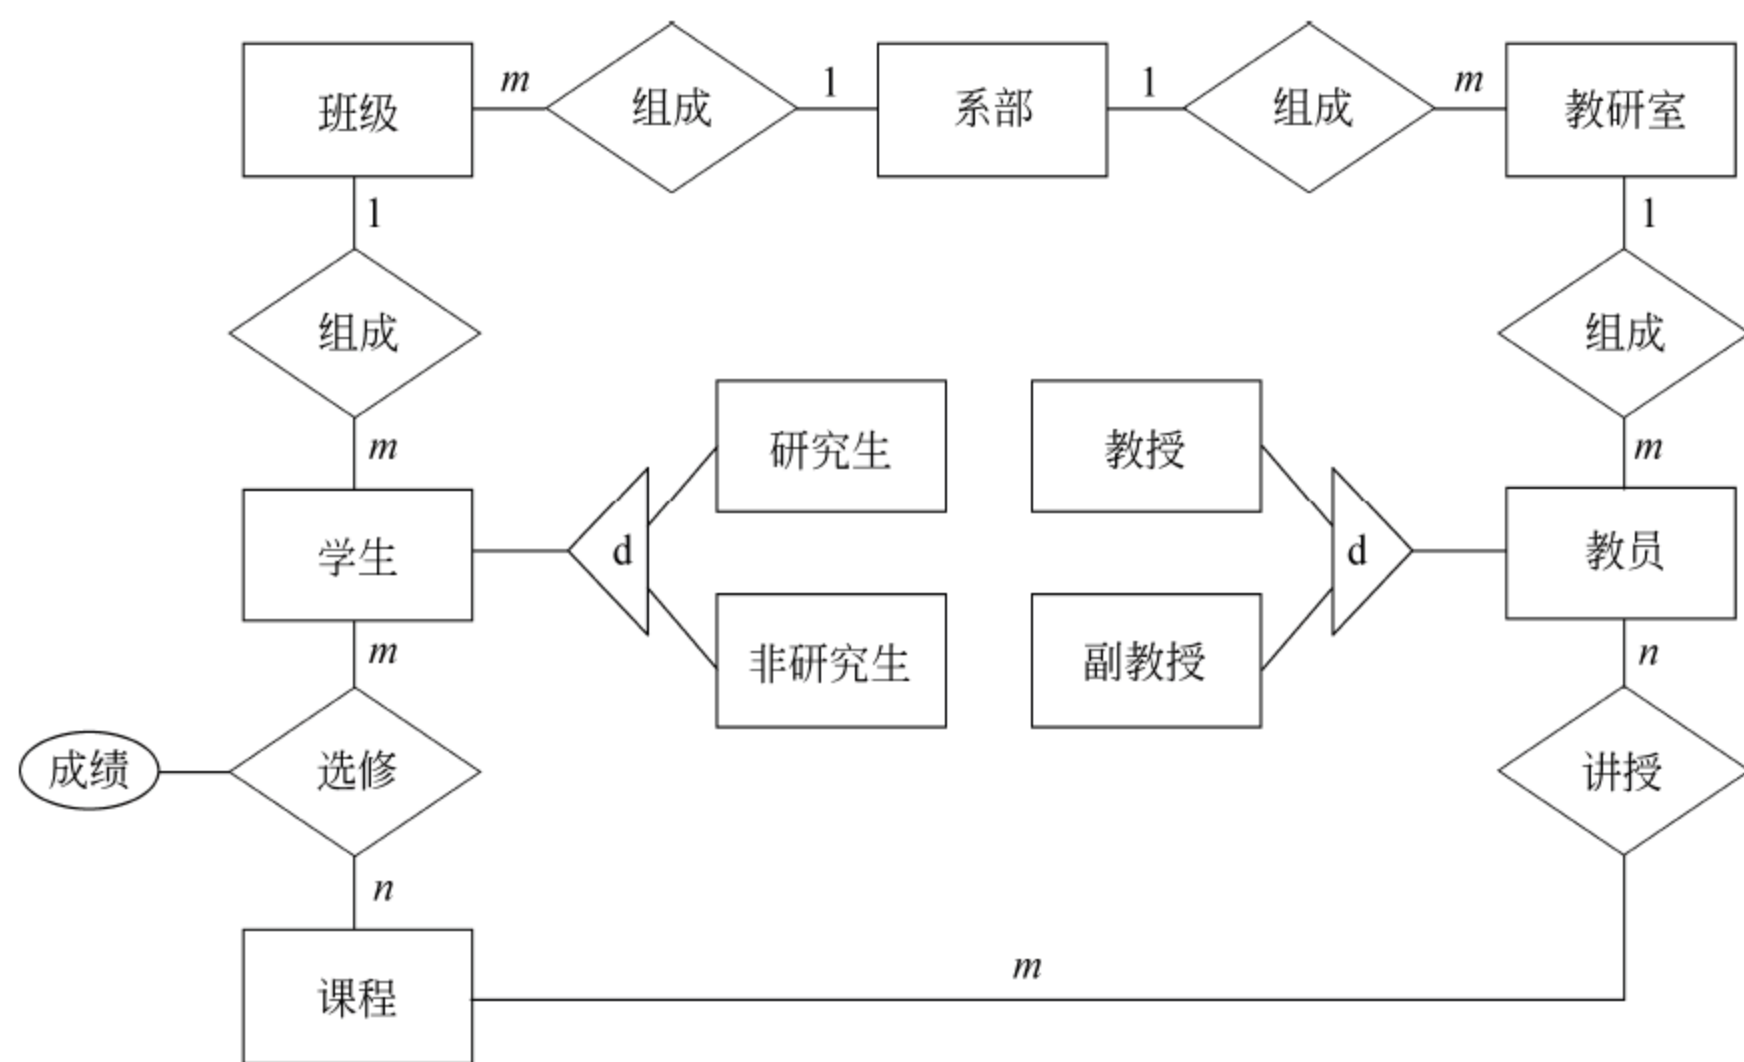 班级
m
组成
1
系部
1
组成
m
教研室
1
1
组成
组成
m
研究生
教授
m
学生
d
d
教员
非研究生
副教授
m
n
成绩
选修
讲授
n
m
课程